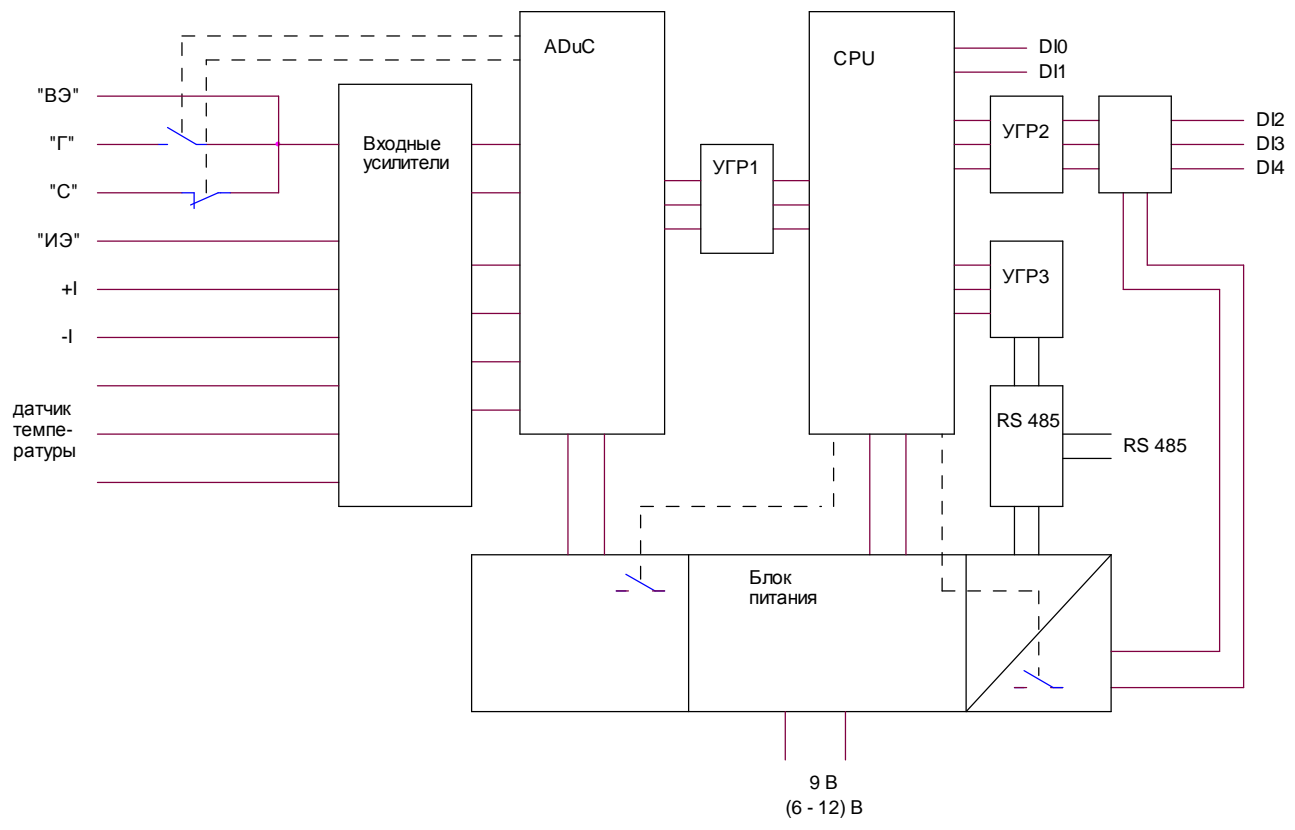 ADuC
CPU
DI0
DI1
"ВЭ"
"Г"
"С"
"ИЭ"
+I
-I
датчик
темпе-
ратуры
Входные
усилители
УГР1
УГР2
DI2
DI3
DI4
УГР3
RS 485
RS 485
Блок
питания
9 В
(6 - 12) В